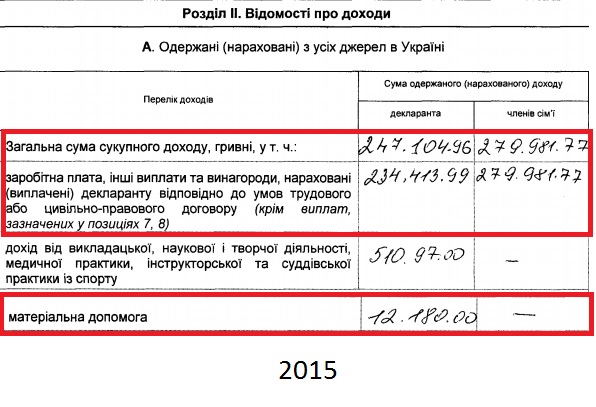 Розділ II. Відомості про доходи
А. Одержані (нараховані) з усіх джерел в Україні
Перелік доходів
Сума одержаного (нарахованого) доходу
декларанта
членів сім'ї
Загальна сума сукупного доходу, гривні, у т. ч.: 247.104.96 279.981.77
заробітна плата, інші виплати та винагороди, нараховані 234,413.99 279.981.77
(виплачені) декларанту відповідно до умов трудового
або цивільно-правового договору (крім виплат,
зазначених у позиціях 7, 8)
дохід від викладацької, наукової і творчої діяльності, 510.97.00 —
медичної практики, інструкторської та суддівської
практики із спорту
матеріальна допомога 12.180.00 —
2015